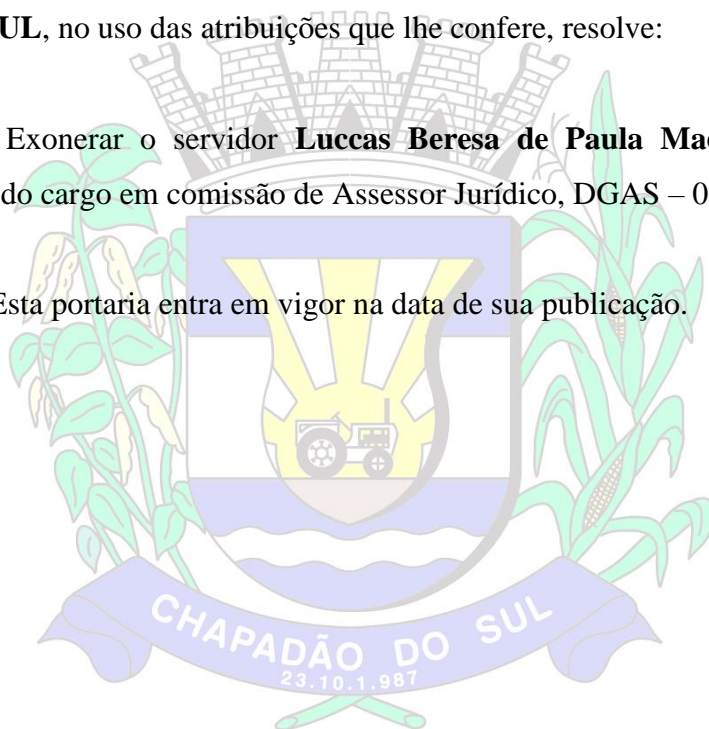 UL, no uso das atribuições que lhe confere, resolve:
Exonerar o servidor Luccas Beresa de Paula Mac
do cargo em comissão de Assessor Jurídico, DGAS – 0
Esta portaria entra em vigor na data de sua publicação.
CHAPADÃO DO SUL
23.10.1.987